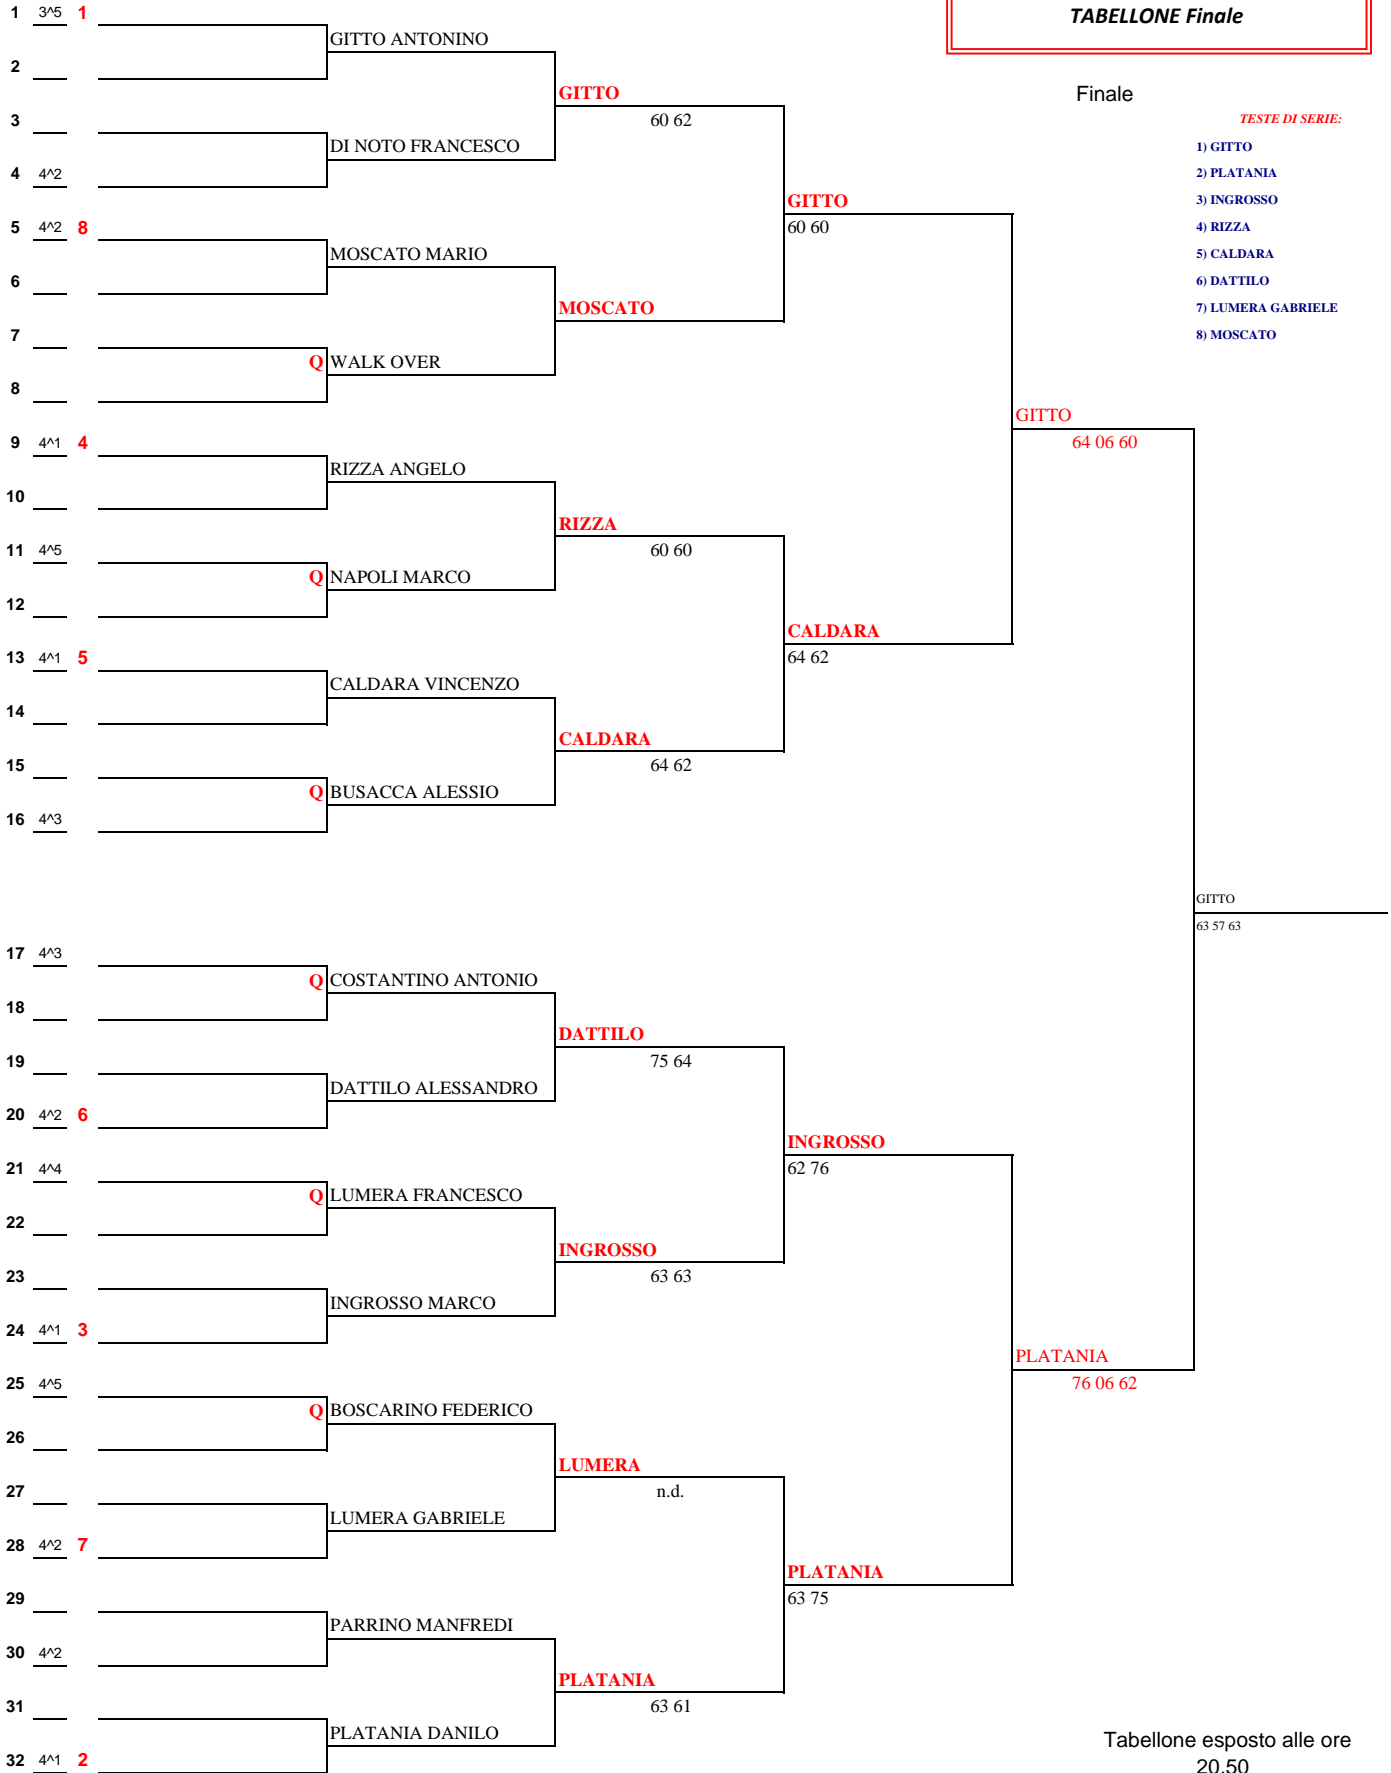 1 3^5 1
TABELLONE Finale
GITTO ANTONINO
2
GITTO
Finale
3
60 62
TESTE DI SERIE:
DI NOTO FRANCESCO
1) GITTO
4 4^2
2) PLATANIA
GITTO
3) INGROSSO
5 4^2 8
60 60
4) RIZZA
MOSCATO MARIO
5) CALDARA
6
6) DATTILO
MOSCATO
7) LUMERA GABRIELE
7
8) MOSCATO
Q WALK OVER
8
GITTO
9 4^1 4
64 06 60
RIZZA ANGELO
10
RIZZA
11 4^5
60 60
Q NAPOLI MARCO
12
CALDARA
13 4^1 5
64 62
CALDARA VINCENZO
14
CALDARA
15
64 62
Q BUSACCA ALESSIO
16 4^3
GITTO
63 57 63
17 4^3
Q COSTANTINO ANTONIO
18
DATTILO
19
75 64
DATTILO ALESSANDRO
20 4^2 6
INGROSSO
21 4^4
62 76
Q LUMERA FRANCESCO
22
INGROSSO
23
63 63
INGROSSO MARCO
24 4^1 3
PLATANIA
25 4^5
76 06 62
Q BOSCARINO FEDERICO
26
LUMERA
27
n.d.
LUMERA GABRIELE
28 4^2 7
PLATANIA
29
63 75
PARRINO MANFREDI
30 4^2
PLATANIA
31
63 61
PLATANIA DANILO
Tabellone esposto alle ore
32 4^1 2
20.50